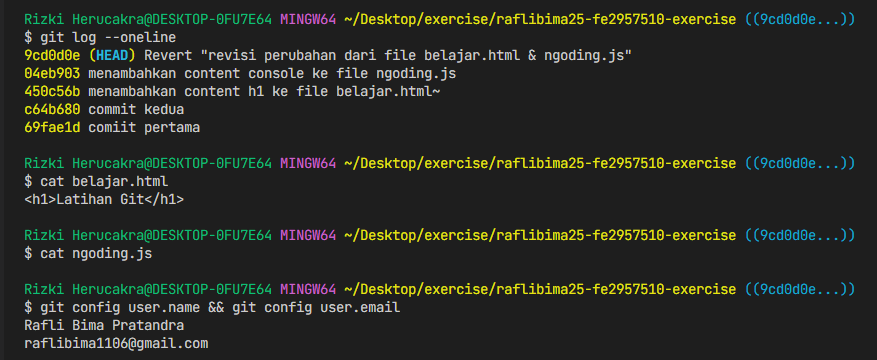 Rizki Herucakra@DESKTOP-0FU7E64 MINGW64 ~/Desktop/exercise/raflibima25-fe2957510-exercise ((9cd0d0e...))
$ git log --oneline
9cd0d0e (HEAD) Revert "revisi perubahan dari file belajar.html & ngoding.js"
04eb903 menambahkan content console ke file ngoding.js
450c56b menambahkan content h1 ke file belajar.html~
c64b680 commit kedua
69fae1d comiit pertama
Rizki Herucakra@DESKTOP-0FU7E64 MINGW64 ~/Desktop/exercise/raflibima25-fe2957510-exercise ((9cd0d0e...))
$ cat belajar.html
<h1>Latihan Git</h1>
Rizki Herucakra@DESKTOP-0FU7E64 MINGW64 ~/Desktop/exercise/raflibima25-fe2957510-exercise ((9cd0d0e...))
$ cat ngoding.js
Rizki Herucakra@DESKTOP-0FU7E64 MINGW64 ~/Desktop/exercise/raflibima25-fe2957510-exercise ((9cd0d0e...))
$ git config user.name && git config user.email
Rafli Bima Pratandra
raflibima1106@gmail.com